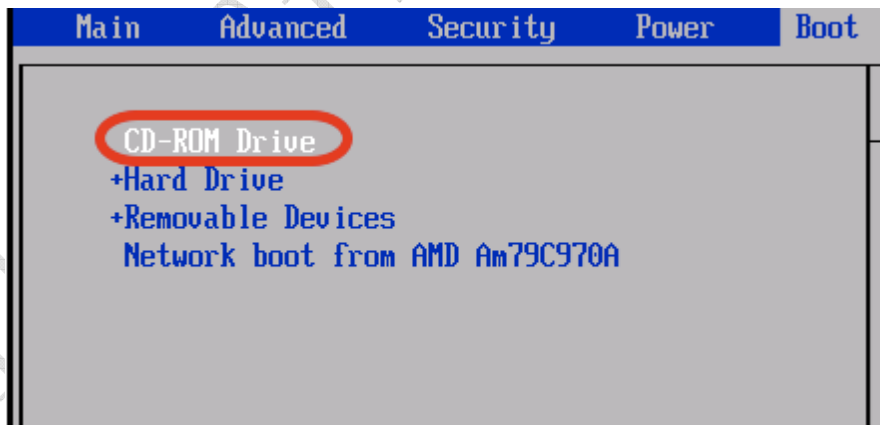 Main Advanced Security Power Boot
CD-ROM Drive
+Hard Drive
+Removable Devices
Network boot from AMD Am79C970A